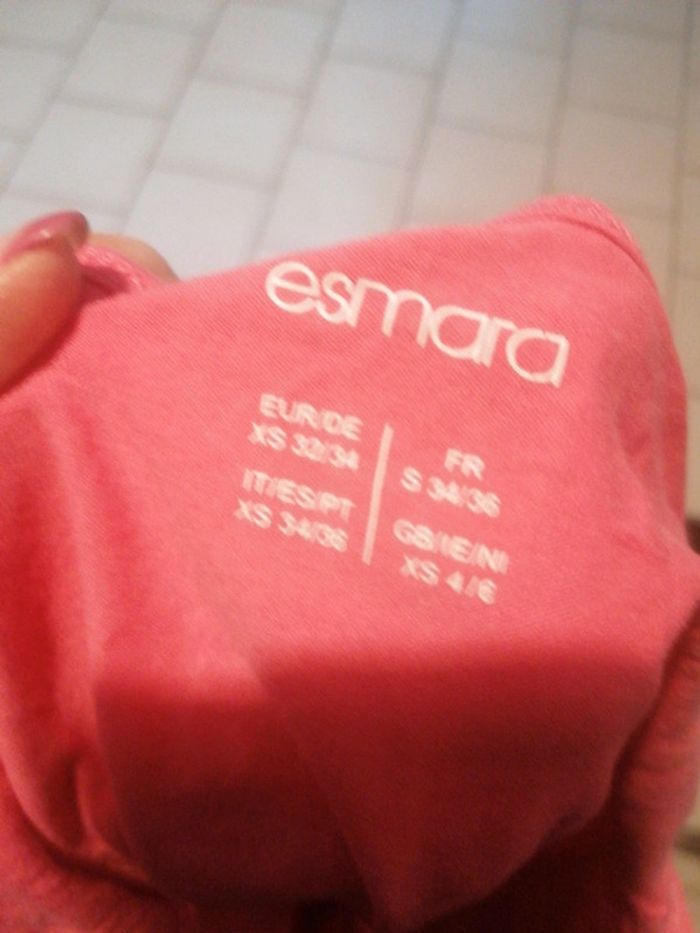 esmara
EUR/DE
XS 32/34
IT/ES/PT
XS 34/36
FR
S 34/36
GB/IE/NI
XS 4/6